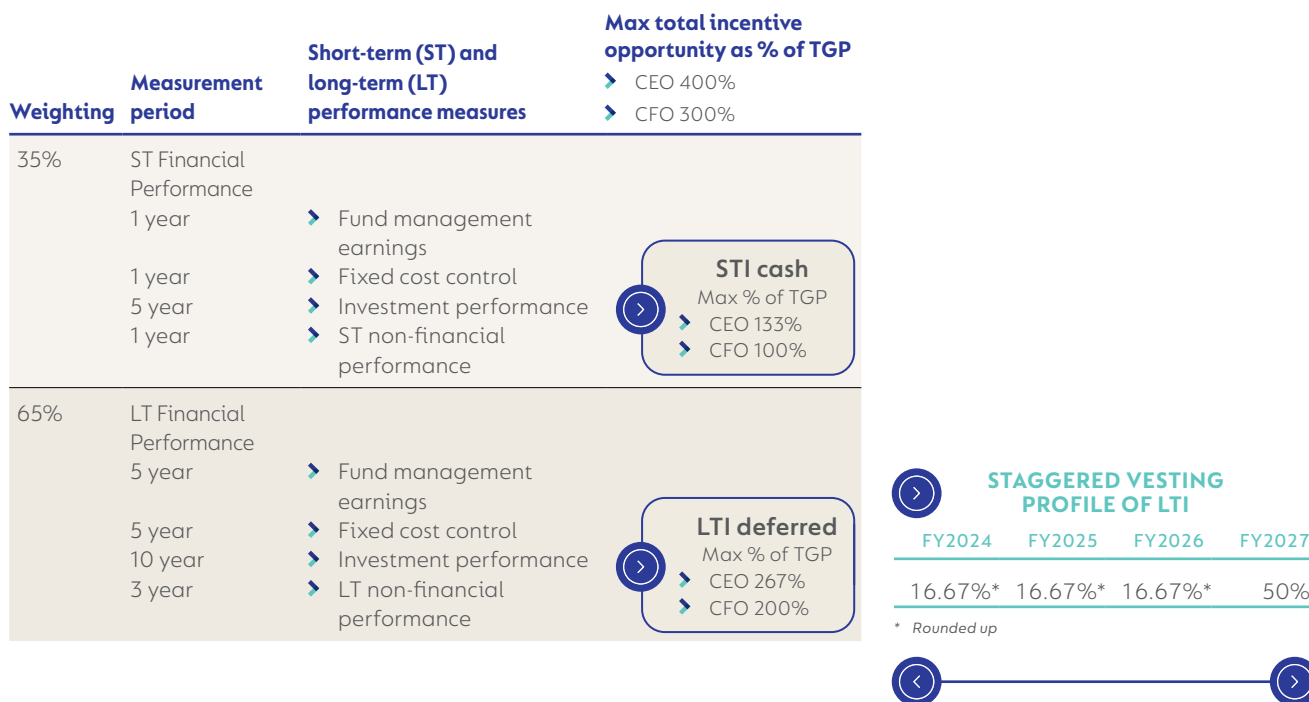 Weighting
Measurement
period
Short-term (ST) and
long-term (LT)
performance measures
Max total incentive
opportunity as % of TGP
CEO 400%
CFO 300%
35%
ST Financial
Performance
1 year
Fund management
earnings
1 year
Fixed cost control
5 year
Investment performance
1 year
ST non-financial
performance
STI cash
Max % of TGP
CEO 133%
CFO 100%
65%
LT Financial
Performance
5 year
Fund management
earnings
5 year
Fixed cost control
10 year
Investment performance
3 year
LT non-financial
performance
LTI deferred
Max % of TGP
CEO 267%
CFO 200%
STAGGERED VESTING
PROFILE OF LTI
FY2024 FY2025 FY2026 FY2027
16.67%* 16.67%* 16.67%* 50%
* Rounded up